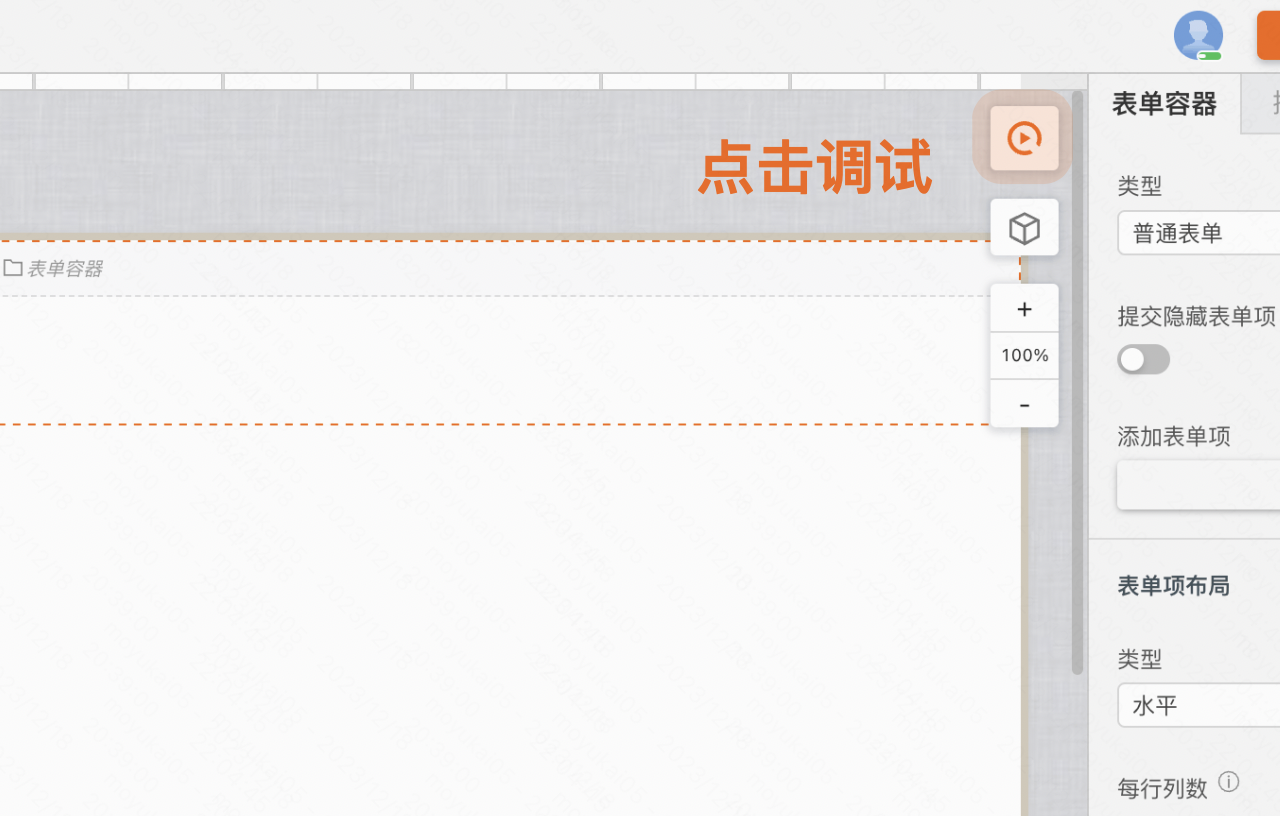 表单容器
点击调试
类型
普通表单
表单容器
+
提交隐藏表单项
100%
-
添加表单项
表单项布局
类型
水平
每行列数